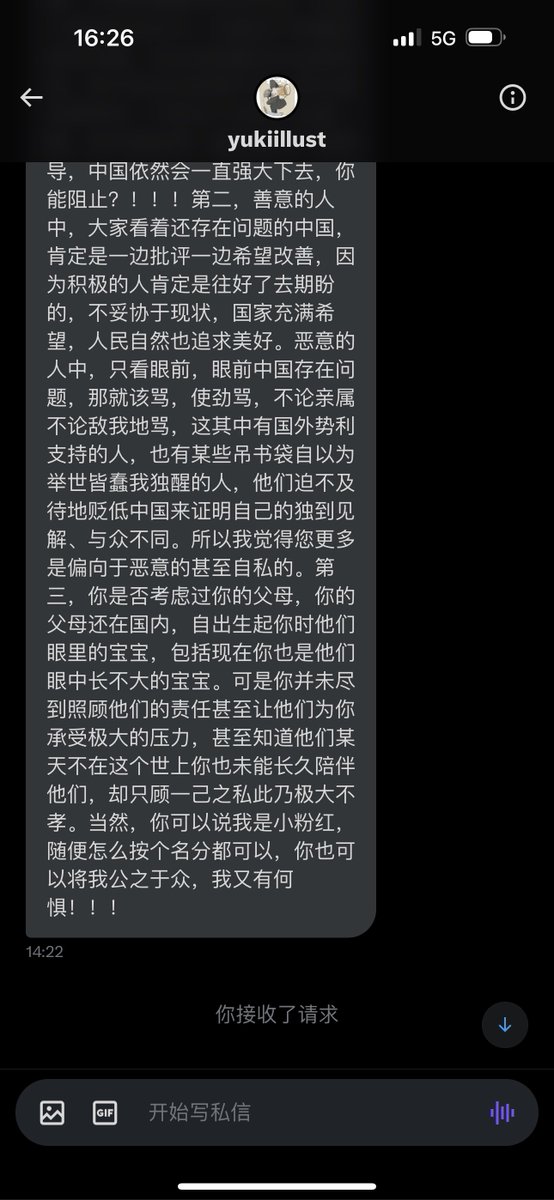 16:26
5G
yukiillust
导，中国依然会一直强大下去，你
能阻止？！！！第二，善意的人
中，大家看着还存在问题的中国，
肯定是一边批评一边希望改善，因
为积极的人肯定是往好了去期盼
的，不妥协于现状，国家充满希
望，人民自然也追求美好。恶意的
人中，只看眼前，眼前中国存在问
题，那就该骂，使劲骂，不论亲属
不论敌我地骂，这其中有国外势利
支持的人，也有某些吊书袋自以为
举世皆蠢我独醒的人，他们迫不及
待地贬低中国来证明自己的独到见
解、与众不同。所以我觉得您更多
是偏向于恶意的甚至自私的。第
三，你是否考虑过你的父母，你的
父母还在国内，自出生起你时他们
眼里的宝宝，包括现在你也是他们
眼中长不大的宝宝。可是你并未尽
到照顾他们的责任甚至让他们为你
承受极大的压力，甚至知道他们某
天不在这个世上你也未能长久陪伴
他们，却只顾一己之私此乃极大不
孝。当然，你可以说我是小粉红，
随便怎么按个名分都可以，你也可
以将我公之于众，我又有何
惧！！！
14:22
你接收了请求
GIF
开始写私信